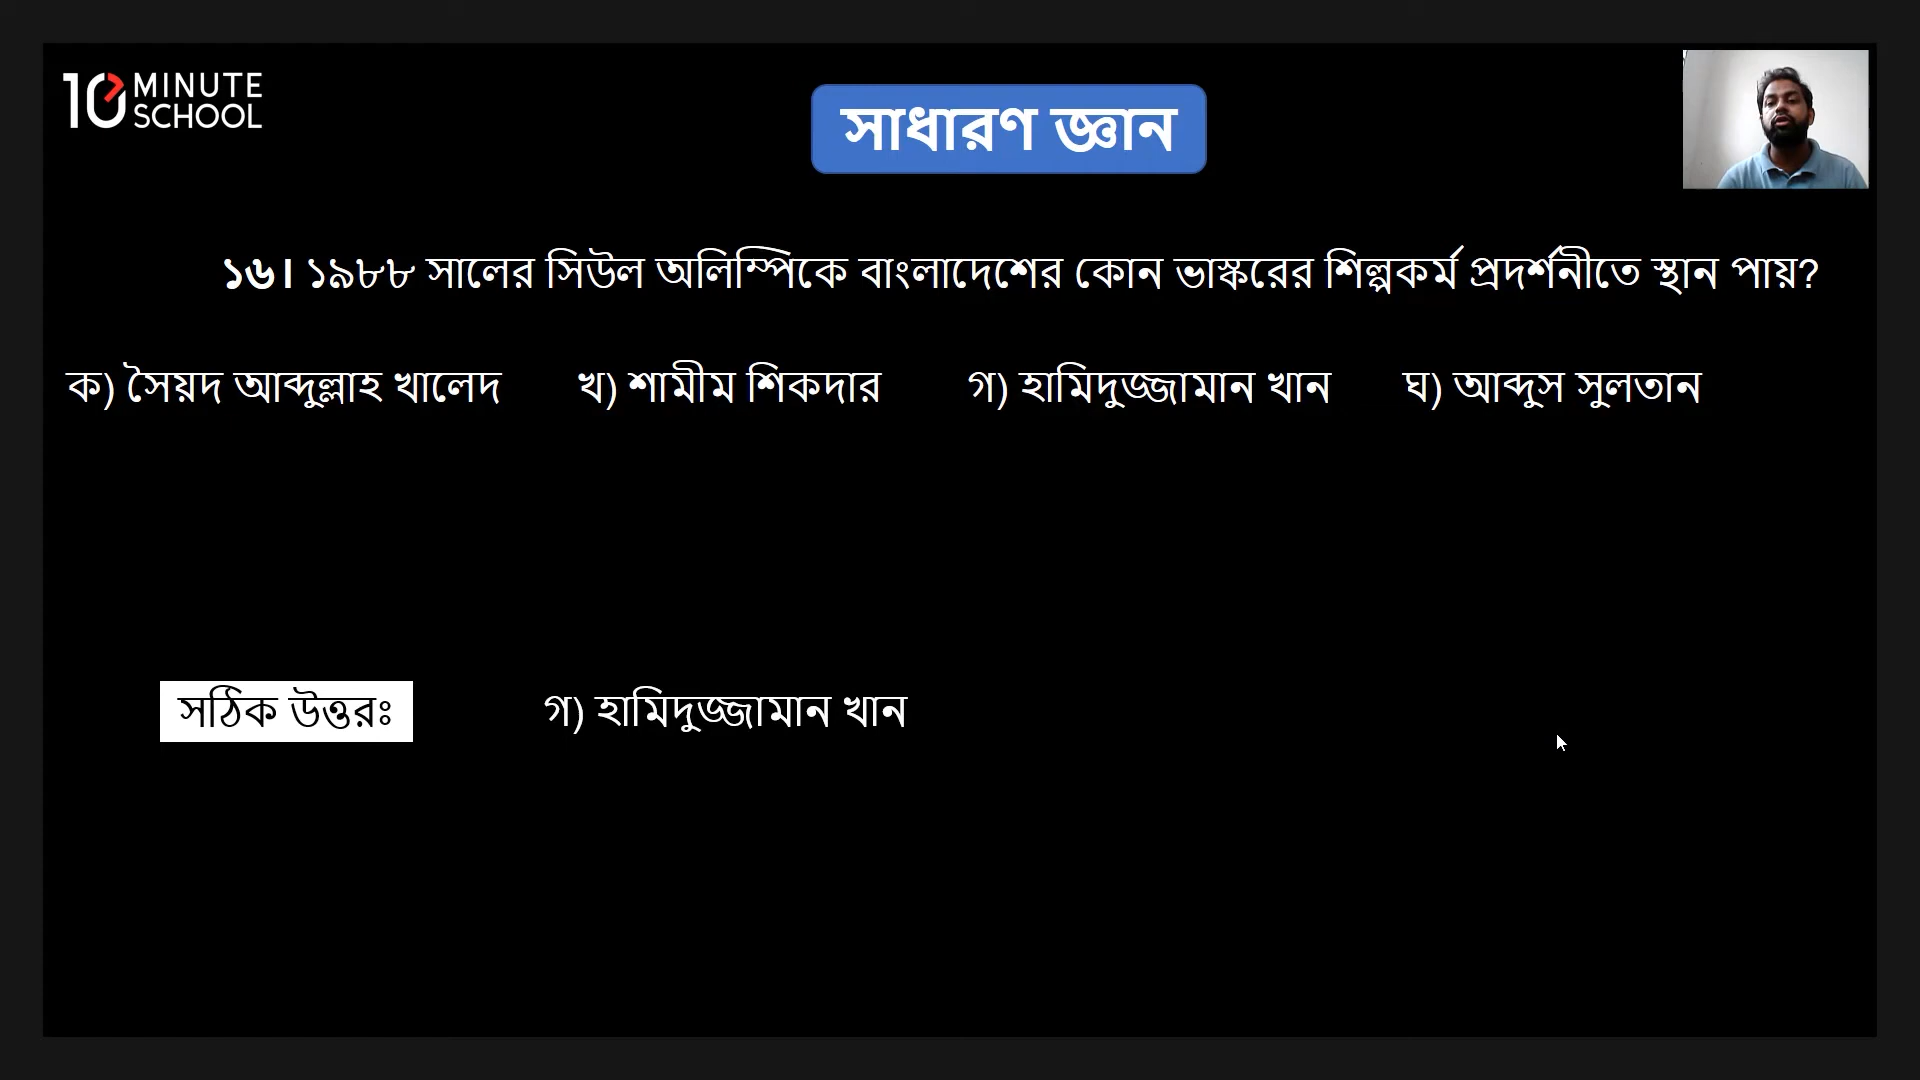 10 MINUTE SCHOOL
সাধারণ জ্ঞান
১৬। ১৯৮৮ সালের সিউল অলিম্পিকে বাংলাদেশের কোন ভাস্করের শিল্পকর্ম প্রদর্শনীতে স্থান পায়?
ক) সৈয়দ আব্দুল্লাহ খালেদ খ) শামীম শিকদার গ) হামিদুজ্জামান খান ঘ) আব্দুস সুলতান
সঠিক উত্তরঃ গ) হামিদুজ্জামান খান